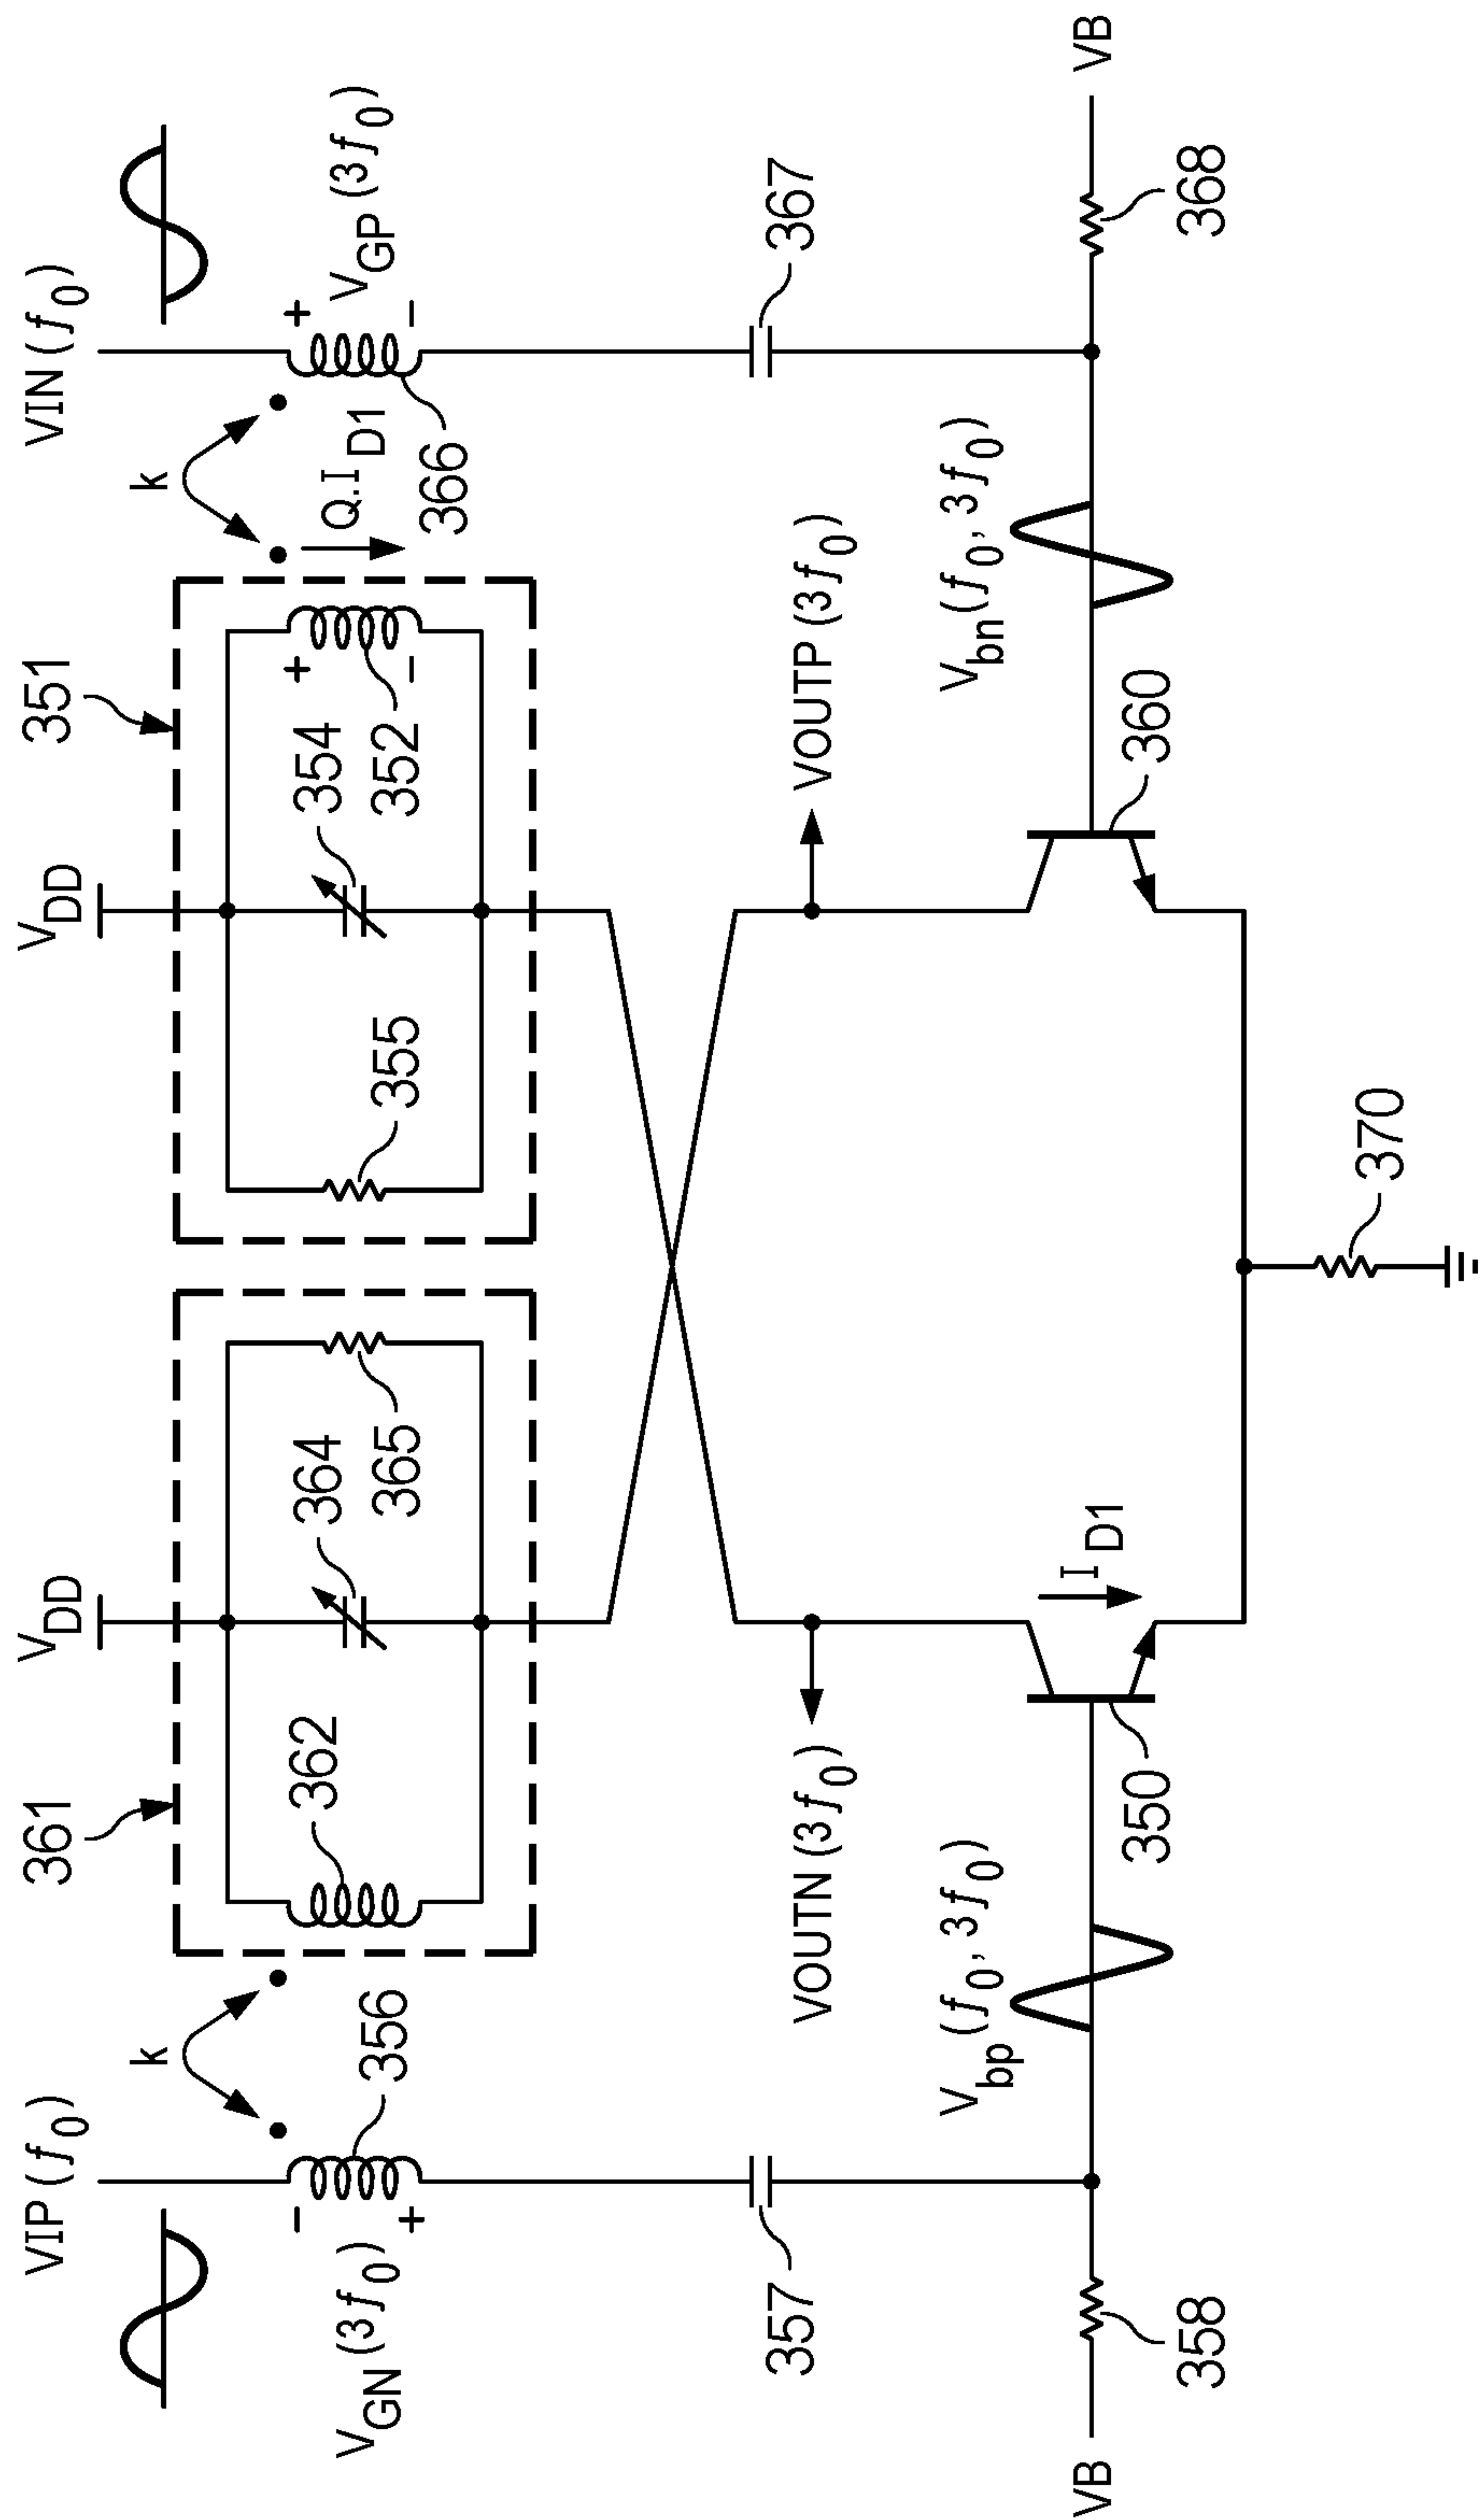 VIP (f0)
k
361
VDD
VDD
351
k
VIN (f0)
VGN (3f0)
−
+
356
362
364
365
355
354
352
+
−
Q.ID1
366
+
−
VGP (3f0)
357
367
VOUTN (3f0)
VOUTP (3f0)
VB
358
Vbp (f0, 3f0)
350
ID1
360
Vbn (f0, 3f0)
368
VB
370